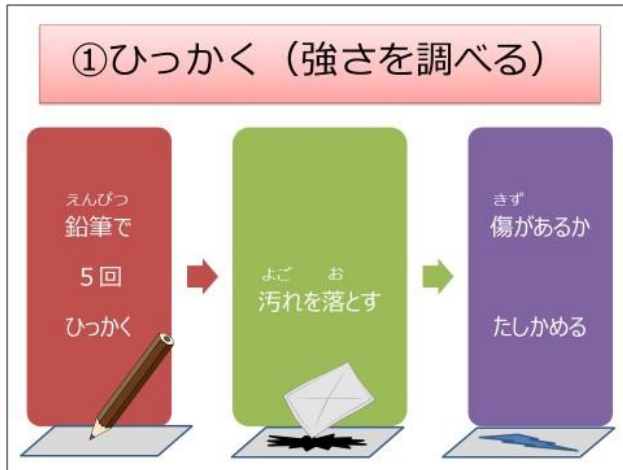 ①ひっかく（強さを調べる）
えんぴつ
鉛筆で
５回
ひっかく
よご お
汚れを落とす
きず
傷があるか
たしかめる